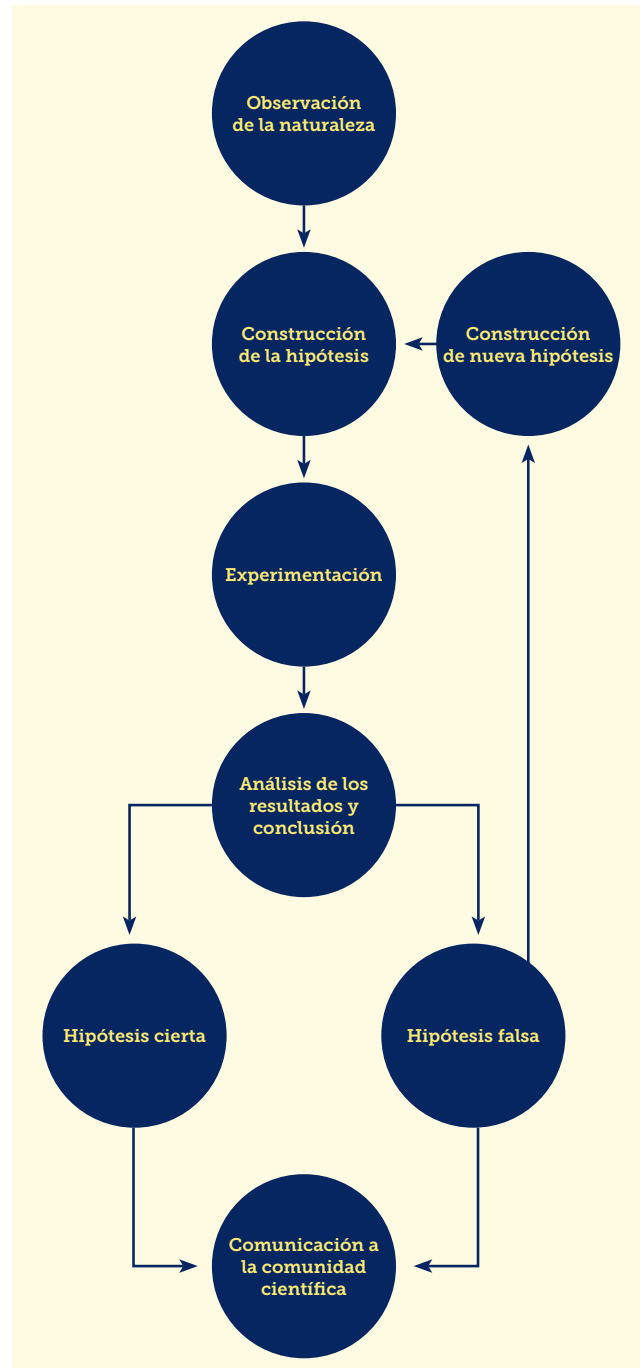 Observación
de la naturaleza
Construcción
de la hipótesis
Construcción
de nueva hipótesis
Experimentación
Análisis de los
resultados y
conclusión
Hipótesis cierta
Hipótesis falsa
Comunicación a
la comunidad
científica